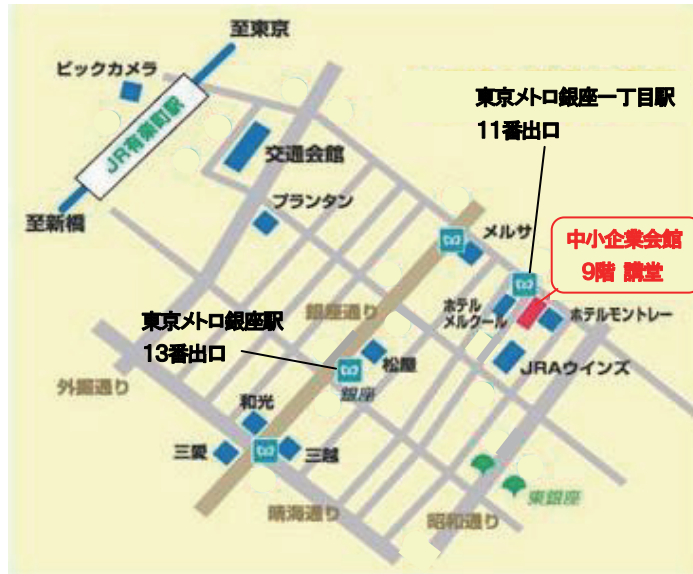 至東京
ビックカメラ
JR有楽町駅
東京メトロ銀座一丁目駅
11番出口
交通会館
プランタン
至新橋
メルサ
中小企業会館
9階 講堂
銀座通り
ホテル
メルクール
ホテルモントレー
東京メトロ銀座駅
13番出口
松屋
JRAウインズ
外堀通り
銀座
和光
三愛
三越
晴海通り
昭和通り
東銀座